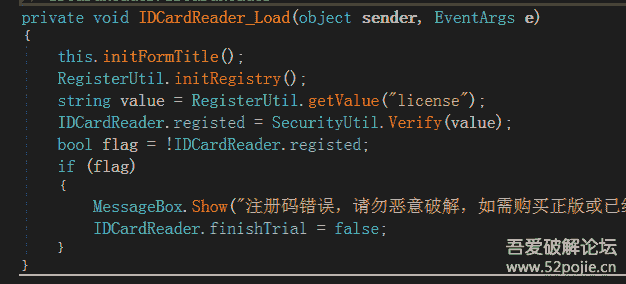 private void IDCardReader_Load(object sender, EventArgs e)
{
this.initFormTitle();
RegisterUtil.initRegistry();
string value = RegisterUtil.getValue("license");
IDCardReader.registed = SecurityUtil.Verify(value);
bool flag = !IDCardReader.registed;
if (flag)
{
MessageBox.Show("注册码错误，请勿恶意破解，如需购买正版或已
IDCardReader.finishTrial = false;
}
}
吾爱破解论坛
www.52pojie.cn